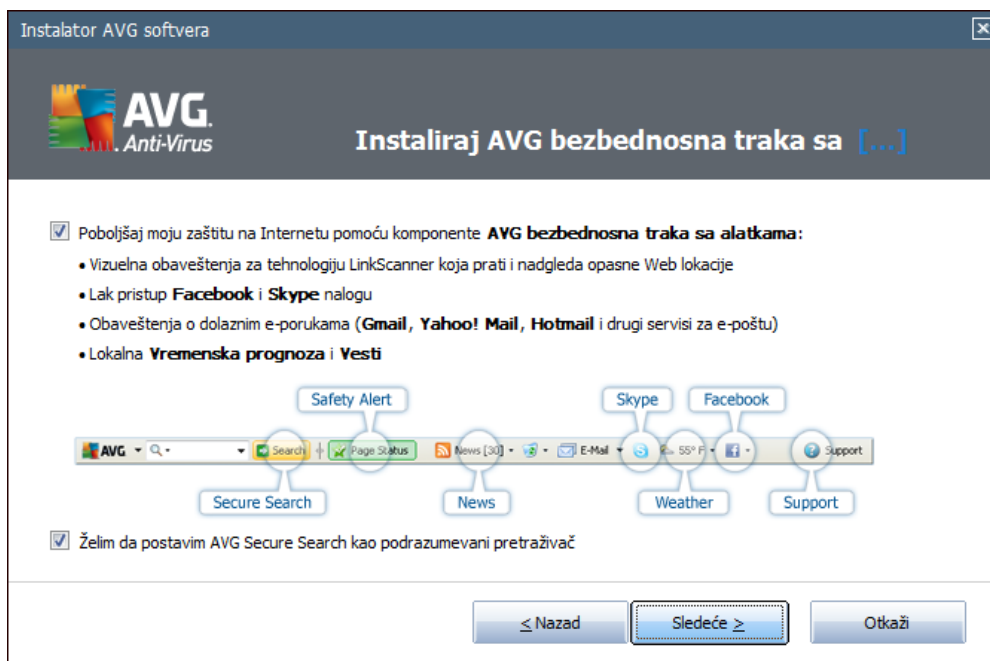 Instalator AVG softvera
AVG.
Anti-Virus
Instaliraj AVG bezbednosna traka sa [...]
Poboljšaj moju zaštitu na Internetu pomoću komponente AVG bezbednosna traka sa alatkama:
• Vizuelna obaveštenja za tehnologiju LinkScanner koja prati i nadgleda opasne Web lokacije
• Lak pristup Facebook i Skype nalogu
• Obaveštenja o dolaznim e-porukama (Gmail, Yahoo! Mail, Hotmail i drugi servisi za e-poštu)
• Lokalna Vremenska prognoza i Vesti
Safety Alert Skype Facebook
AVG Search Page Status News [30] E-Mail 55° F Support
Secure Search News Weather Support
Želim da postavim AVG Secure Search kao podrazumevani pretraživač
< Nazad Sledeće > Otkaži